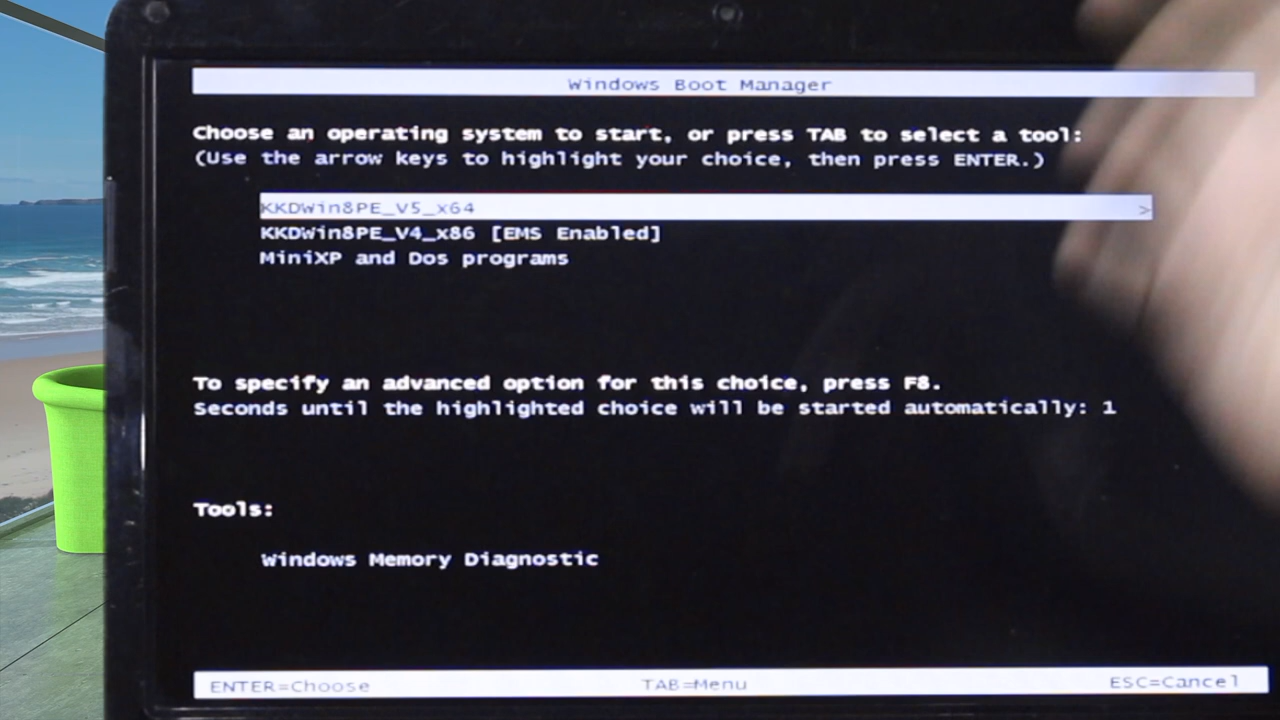 Windows Boot Manager
Choose an operating system to start, or press TAB to select a tool:
(Use the arrow keys to highlight your choice, then press ENTER.)
KKDWin8PE_V5_x64 >
KKDWin8PE_V4_x86 [EMS Enabled]
MiniXP and Dos programs
To specify an advanced option for this choice, press F8.
Seconds until the highlighted choice will be started automatically: 1
Tools:
Windows Memory Diagnostic
ENTER=Choose TAB=Menu ESC=Cancel